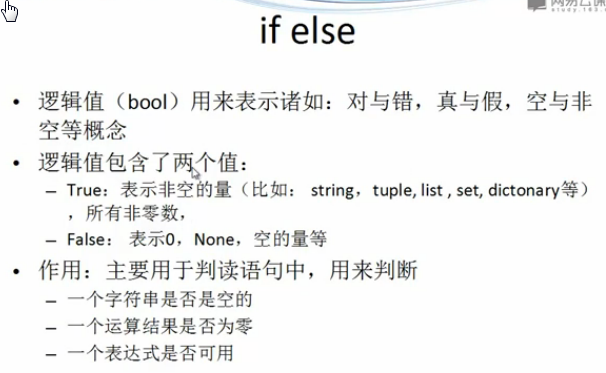 网易云课
study.163.
if else
• 逻辑值（bool）用来表示诸如：对与错，真与假，空与非
空等概念
• 逻辑值包含了两个值：
– True：表示非空的量（比如： string，tuple, list , set, dictonary等）
，所有非零数，
– False： 表示0，None，空的量等
• 作用：主要用于判读语句中，用来判断
– 一个字符串是否是空的
– 一个运算结果是否为零
– 一个表达式是否可用